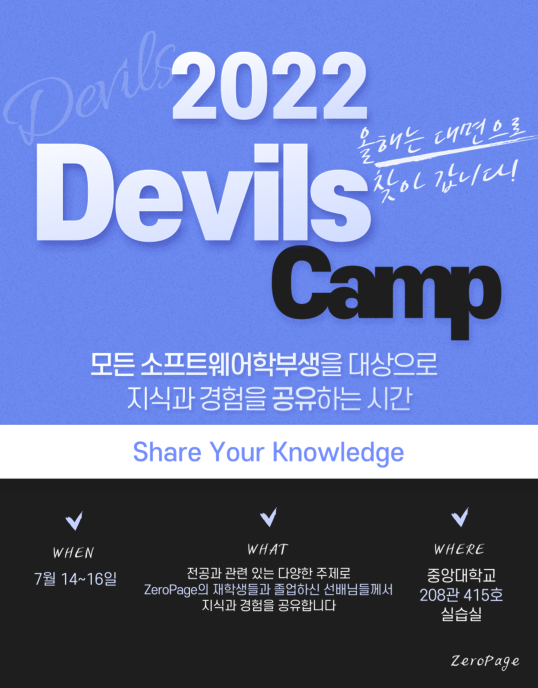 Devils
2022
올해는 대면으로
찾아 갑니다!
Devils
Camp
모든 소프트웨어학부생을 대상으로
지식과 경험을 공유하는 시간
Share Your Knowledge
WHEN
7월 14~16일
WHAT
전공과 관련 있는 다양한 주제로
ZeroPage의 재학생들과 졸업하신 선배님들께서
지식과 경험을 공유합니다
WHERE
중앙대학교
208관 415호
실습실
ZeroPage